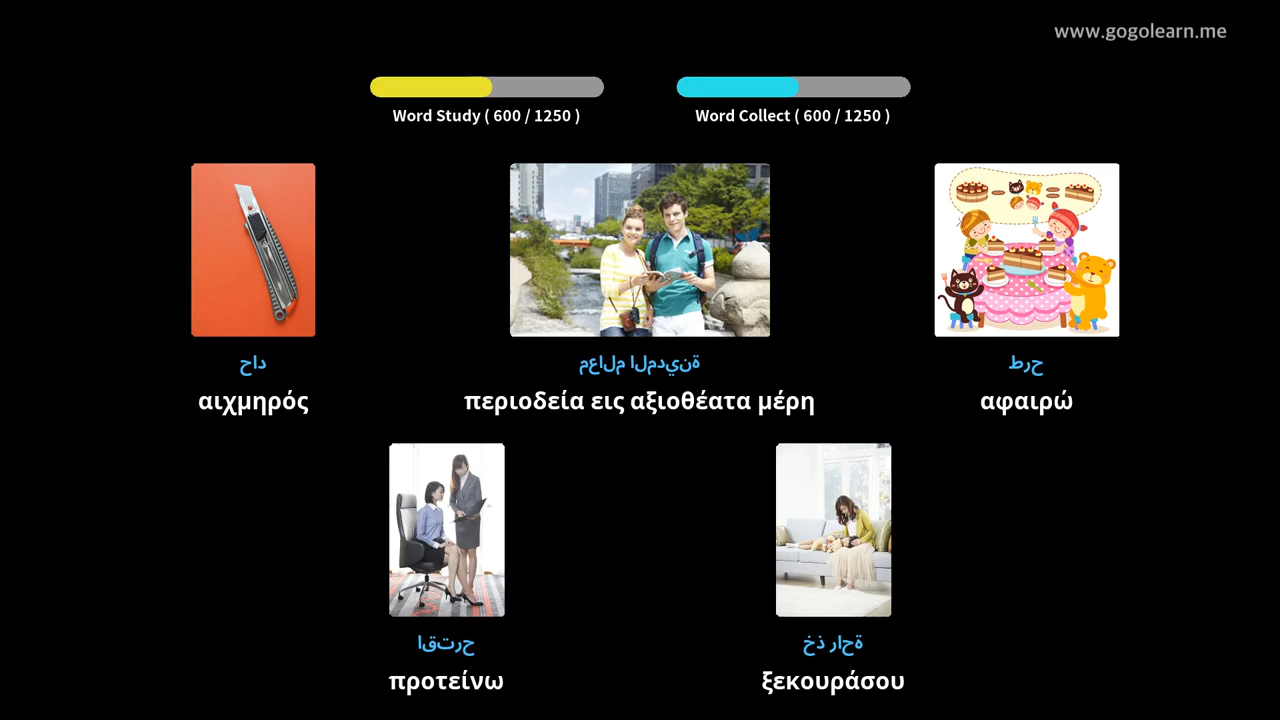 www.gogolearn.me
Word Study ( 600 / 1250 )
Word Collect ( 600 / 1250 )
حاد
αιχμηρός
معالم المدينة
περιοδεία εις αξιοθέατα μέρη
طرح
αφαιρώ
اقترح
προτείνω
خذ راحة
ξεκουράσου